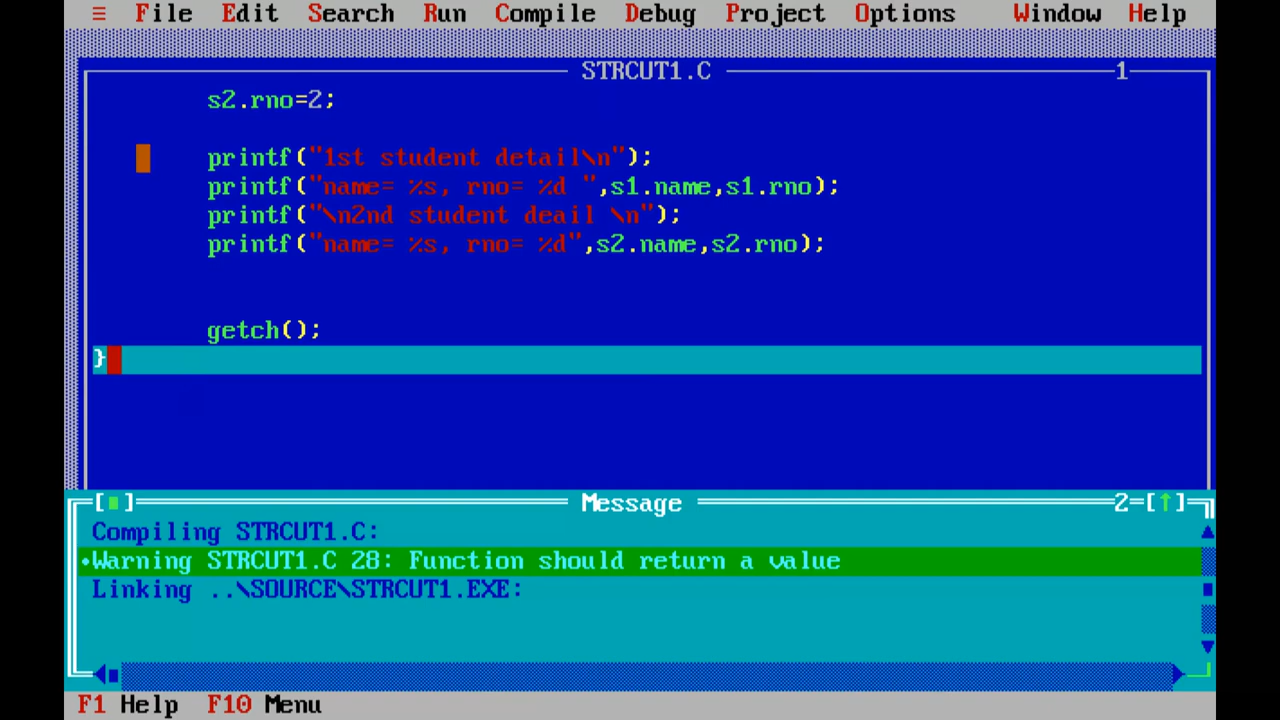 ≡ File Edit Search Run Compile Debug Project Options Window Help
STRCUT1.C 1
s2.rno=2;
printf("1st student detail\n");
printf("name= %s, rno= %d ",s1.name,s1.rno);
printf("\n2nd student deail \n");
printf("name= %s, rno= %d",s2.name,s2.rno);
getch();
}
[■] Message 2=[↑]
Compiling STRCUT1.C:
•Warning STRCUT1.C 28: Function should return a value
Linking ..\SOURCE\STRCUT1.EXE:
F1 Help F10 Menu